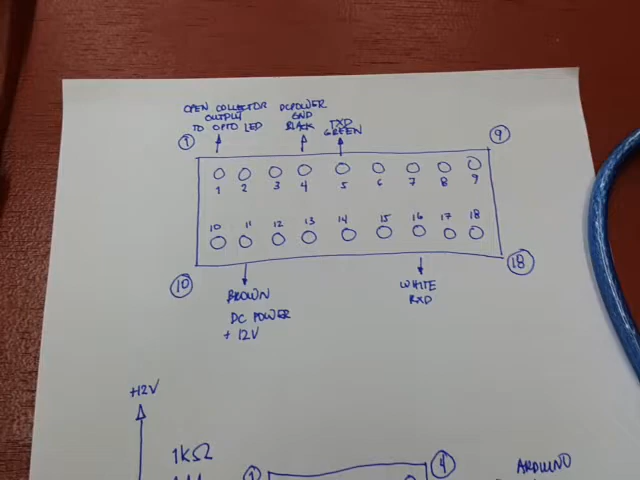 OPEN COLLECTOR
OUTPUT
TO OPTO LED
DCPOWER
GND
BLACK
TXD
GREEN
1
9
1 2 3 4 5 6 7 8 9
10 11 12 13 14 15 16 17 18
10
18
BROWN
DC POWER
+ 12V
WHITE
RXD
+12V
1KΩ
1
4
ARDUINO